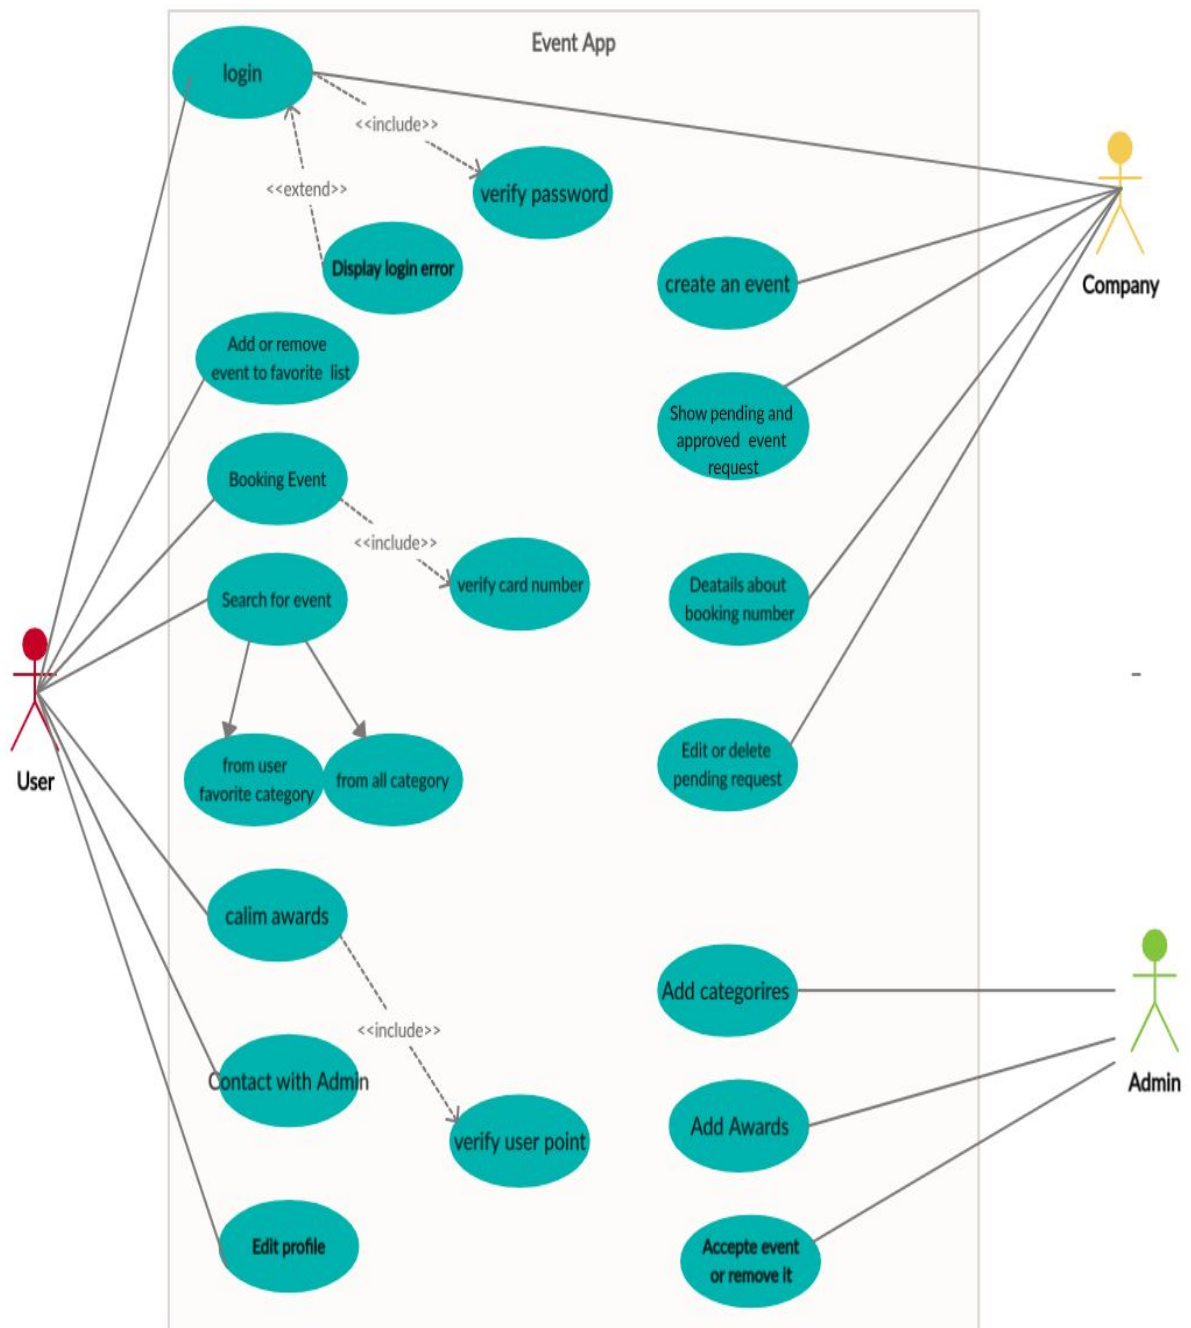 Event App
login
<<include>>
verify password
<<extend>>
Display login error
create an event
Company
Add or remove
event to favorite list
Show pending and
approved event
request
Booking Event
<<include>>
verify card number
Search for event
Deatails about
booking number
User
from user
favorite category
from all category
Edit or delete
pending request
calim awards
<<include>>
Add categorires
Contact with Admin
Admin
verify user point
Add Awards
Edit profile
Accepte event
or remove it